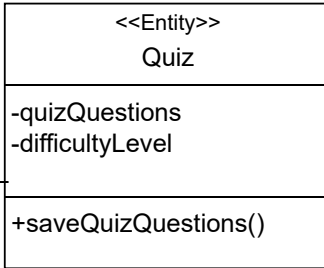 <<Entity>>
Quiz
-quizQuestions
-difficultyLevel
+saveQuizQuestions()